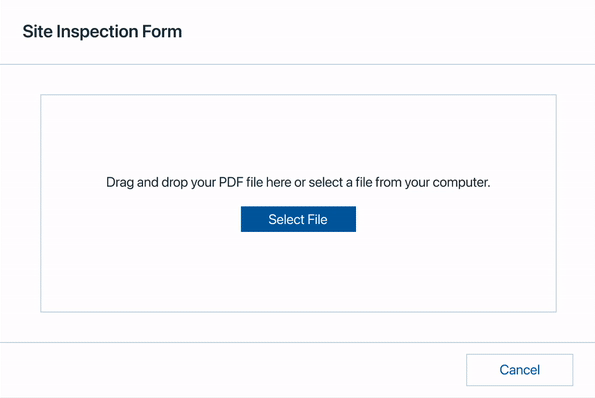 Site Inspection Form
Drag and drop your PDF file here or select a file from your computer.
Select File
Cancel